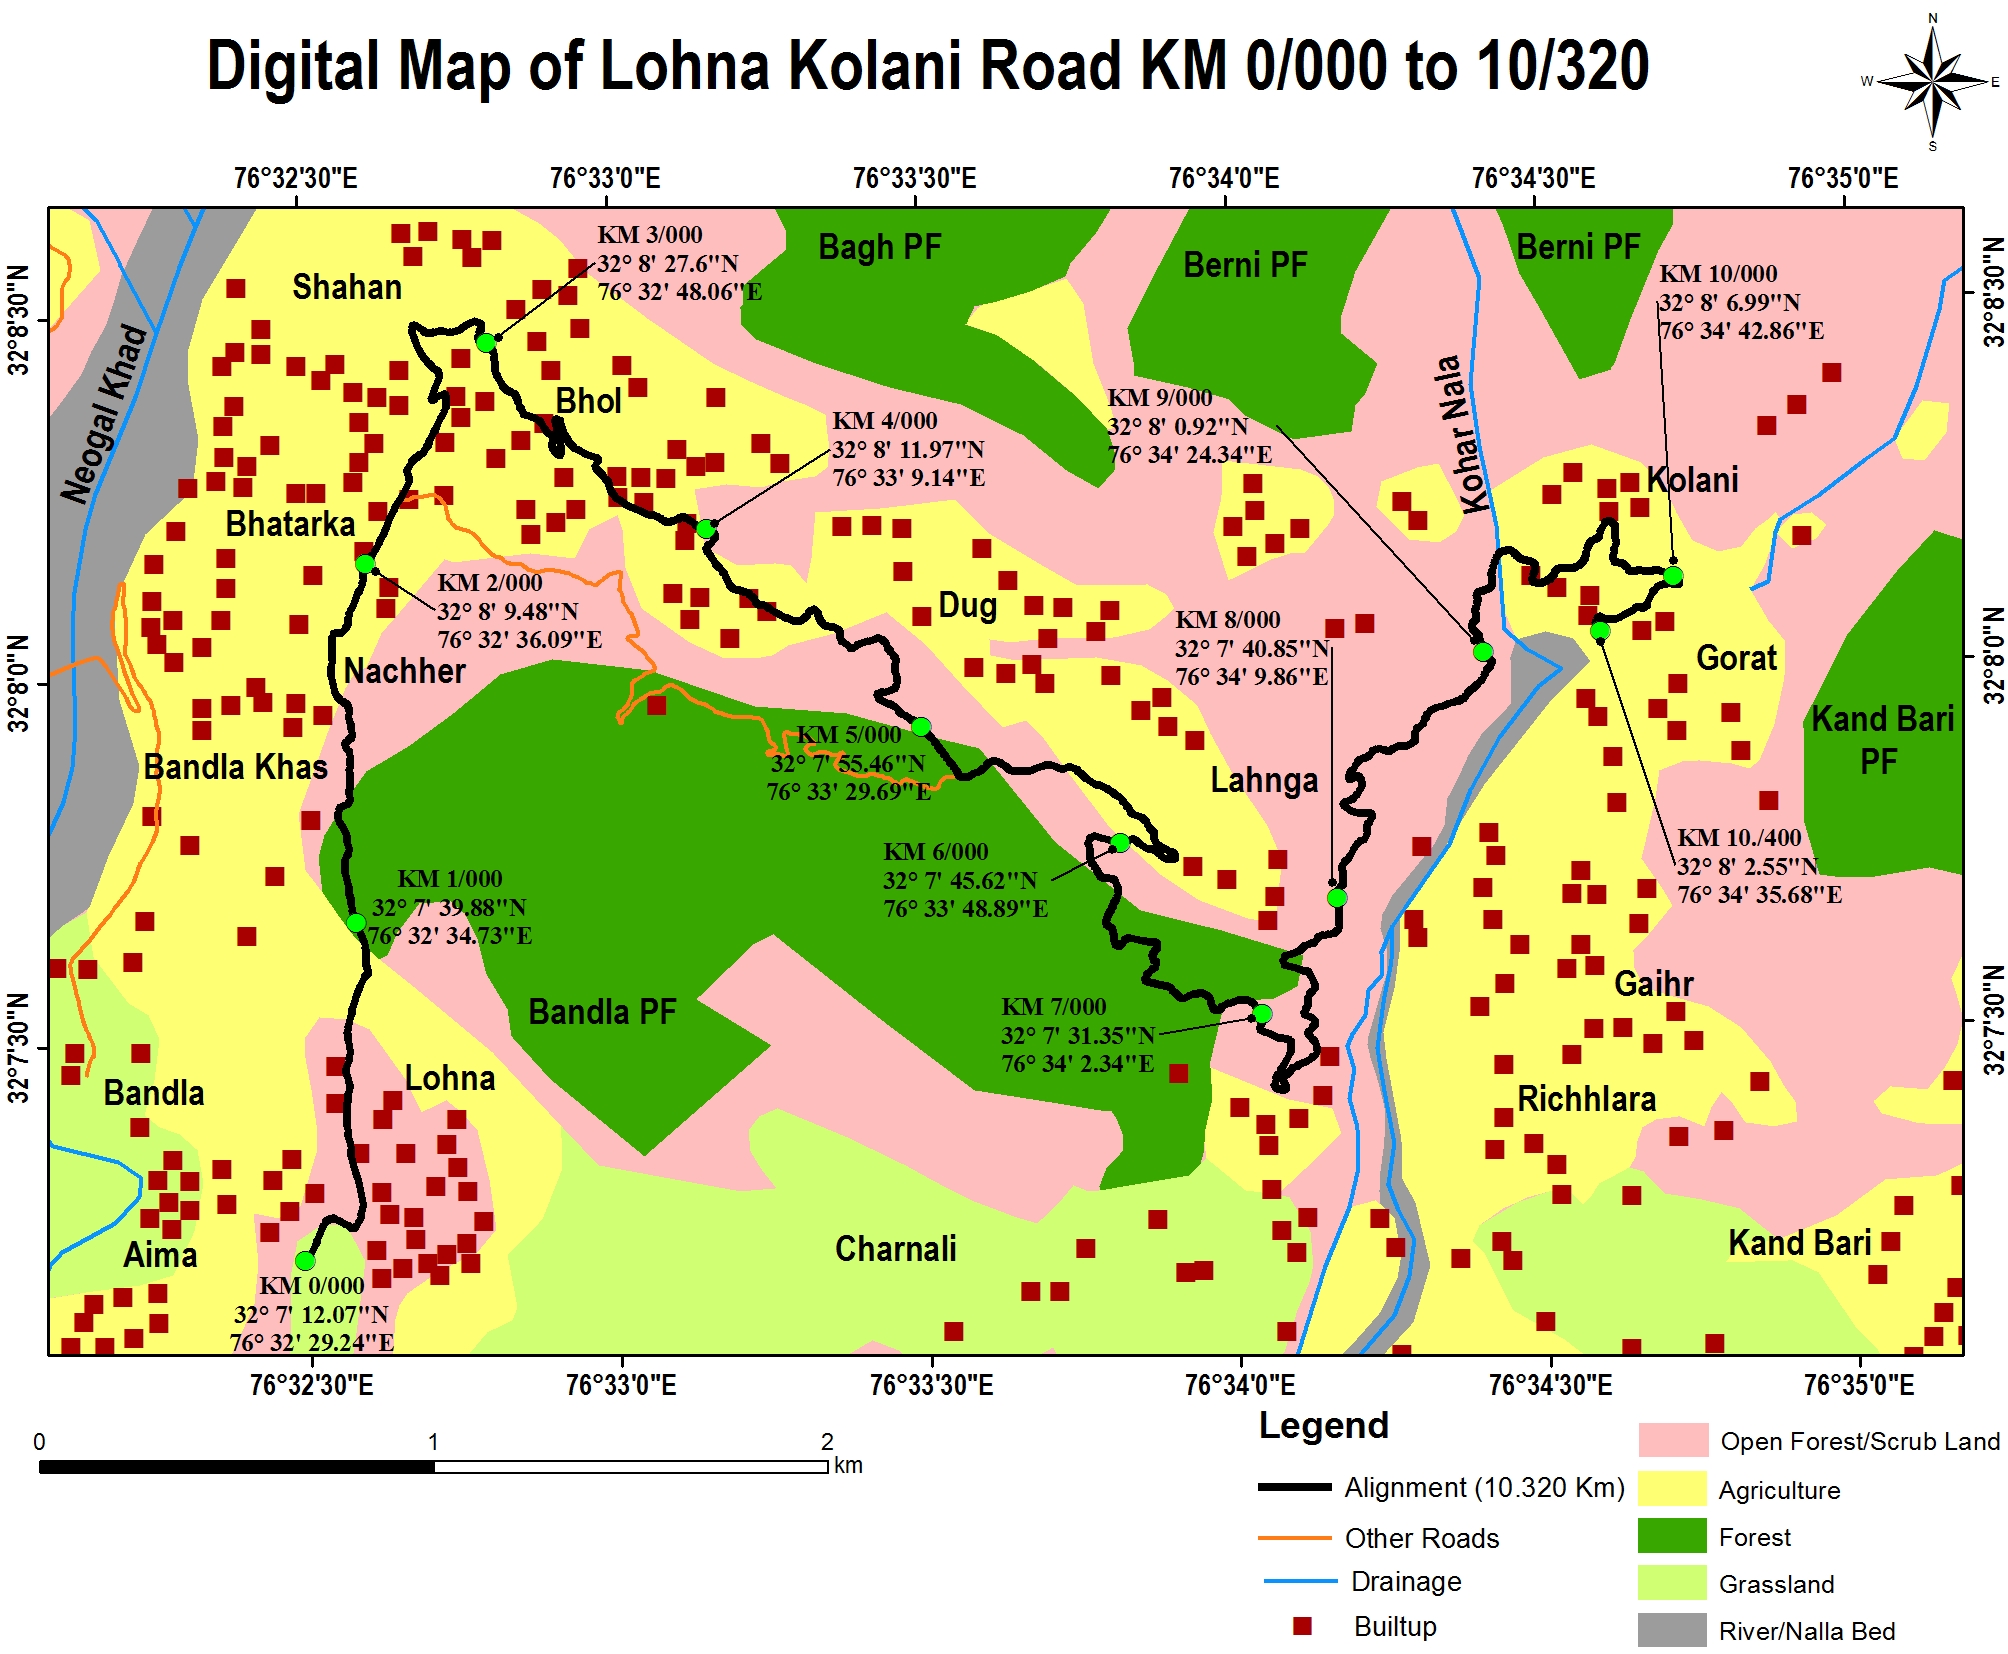 Digital Map of Lohna Kolani Road KM 0/000 to 10/320
N
W
E
S
76°32'30"E
76°33'0"E
76°33'30"E
76°34'0"E
76°34'30"E
76°35'0"E
32°8'30"N
32°8'0"N
32°7'30"N
32°8'30"N
32°8'0"N
32°7'30"N
KM 3/000
32° 8' 27.6"N
76° 32' 48.06"E
Bagh PF
Berni PF
Berni PF
KM 10/000
32° 8' 6.99"N
76° 34' 42.86"E
Shahan
Neogal Khad
Bhol
KM 4/000
32° 8' 11.97"N
76° 33' 9.14"E
KM 9/000
32° 8' 0.92"N
76° 34' 24.34"E
Kohar Nala
Kolani
Bhatarka
KM 2/000
32° 8' 9.48"N
76° 32' 36.09"E
Dug
KM 8/000
32° 7' 40.85"N
76° 34' 9.86"E
Gorat
Nachher
Kand Bari
PF
KM 5/000
32° 7' 55.46"N
76° 33' 29.69"E
Bandla Khas
Lahnga
KM 6/000
32° 7' 45.62"N
76° 33' 48.89"E
KM 10./400
32° 8' 2.55"N
76° 34' 35.68"E
KM 1/000
32° 7' 39.88"N
76° 32' 34.73"E
Bandla PF
KM 7/000
32° 7' 31.35"N
76° 34' 2.34"E
Gaihr
Bandla
Lohna
Richhlara
Aima
Charnali
Kand Bari
KM 0/000
32° 7' 12.07"N
76° 32' 29.24"E
76°32'30"E
76°33'0"E
76°33'30"E
76°34'0"E
76°34'30"E
76°35'0"E
0
1
2
km
Legend
Alignment (10.320 Km)
Other Roads
Drainage
Builtup
Open Forest/Scrub Land
Agriculture
Forest
Grassland
River/Nalla Bed